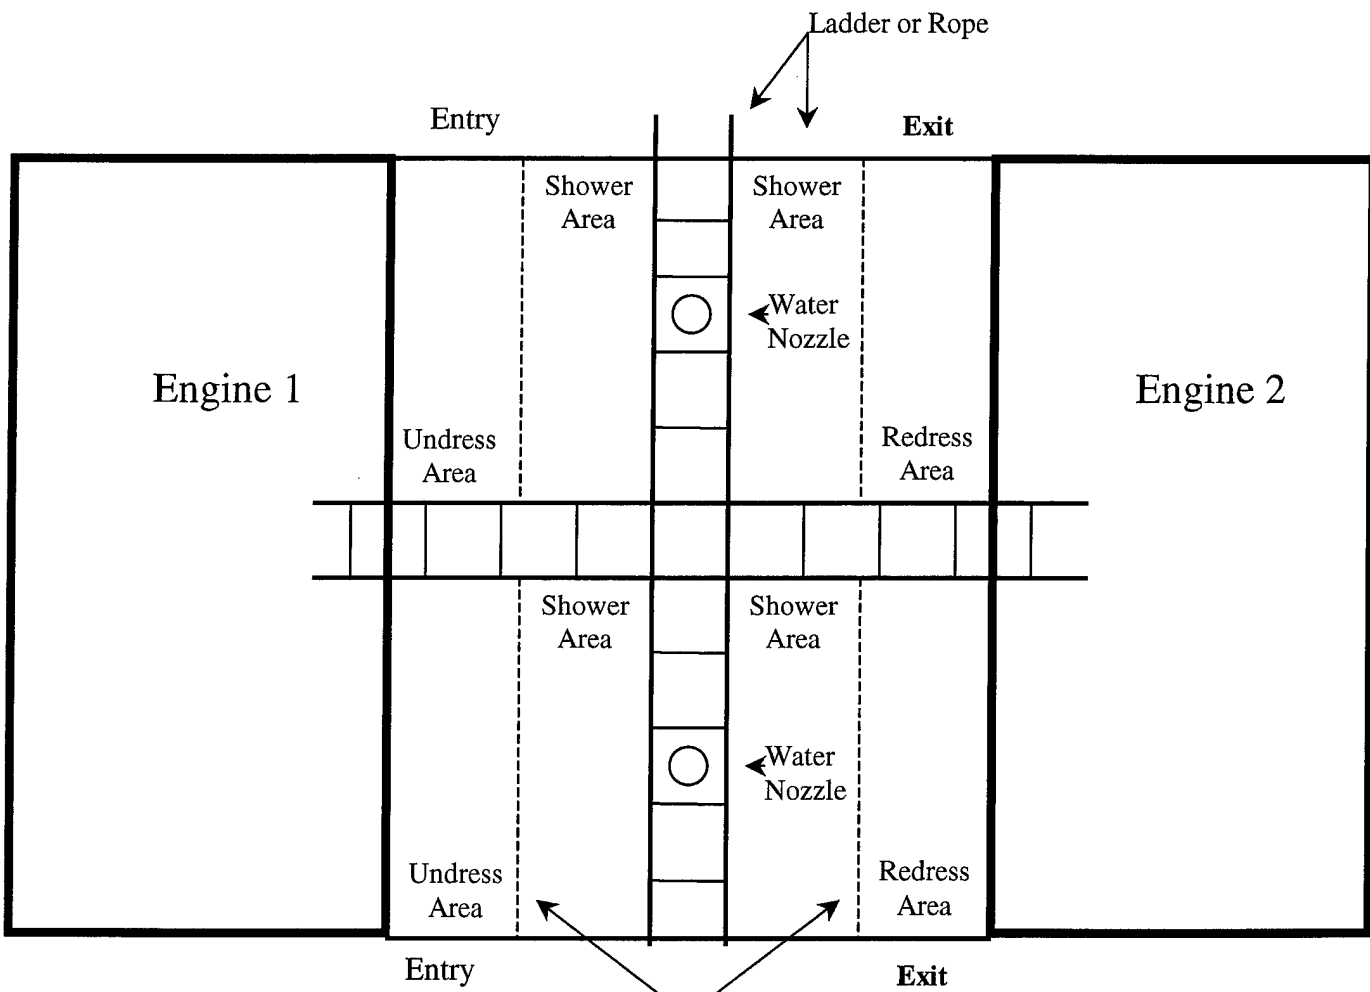 Ladder or Rope
Entry
Exit
Shower
Area
Shower
Area
Water
Nozzle
Engine 1
Engine 2
Undress
Area
Redress
Area
Shower
Area
Shower
Area
Water
Nozzle
Undress
Area
Redress
Area
Entry
Exit